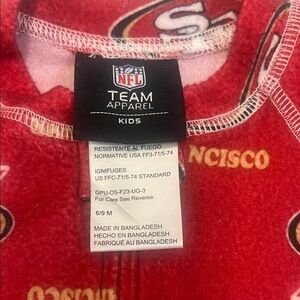 NFL
TEAM
APPAREL
KIDS
RESISTENTE AL FUEGO
NORMATIVE USA FF3-71/5-74
IGNIFUGES
US FFC-71/5-74 STANDARD
GPU-OS-F23-UG-3
For Care See Reverse
6/9 M
MADE IN BANGLADESH
HECHO EN BANGLADESH
FABRIQUÉ AU BANGLADESH
NCISCO
NCISCO